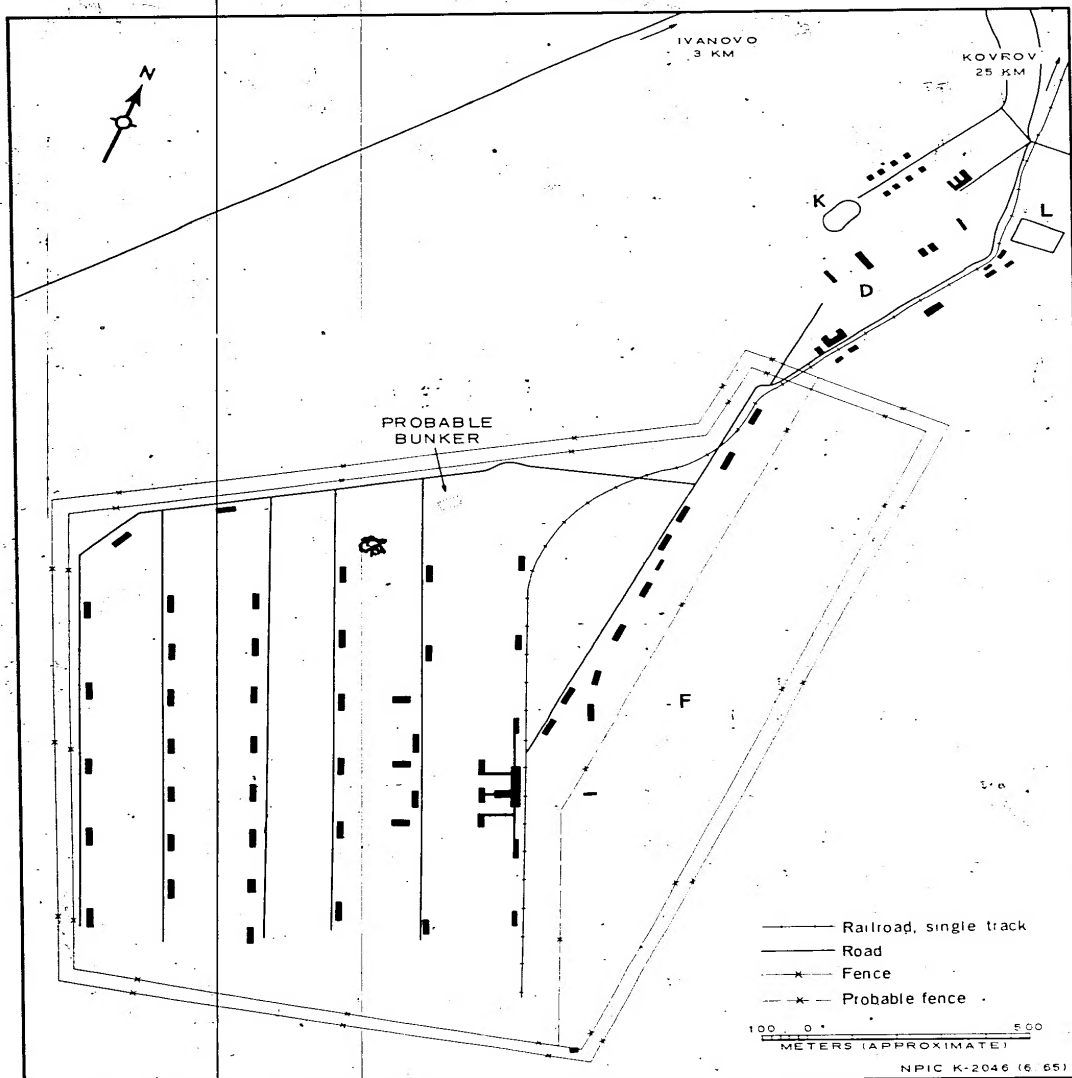 IVANOVO
3 KM
KOVROV
25 KM
N
K
L
D
PROBABLE
BUNKER
F
Railroad, single track
Road
Fence
Probable fence
100 0 500
METERS (APPROXIMATE)
NPIC K-2046 (6/65)